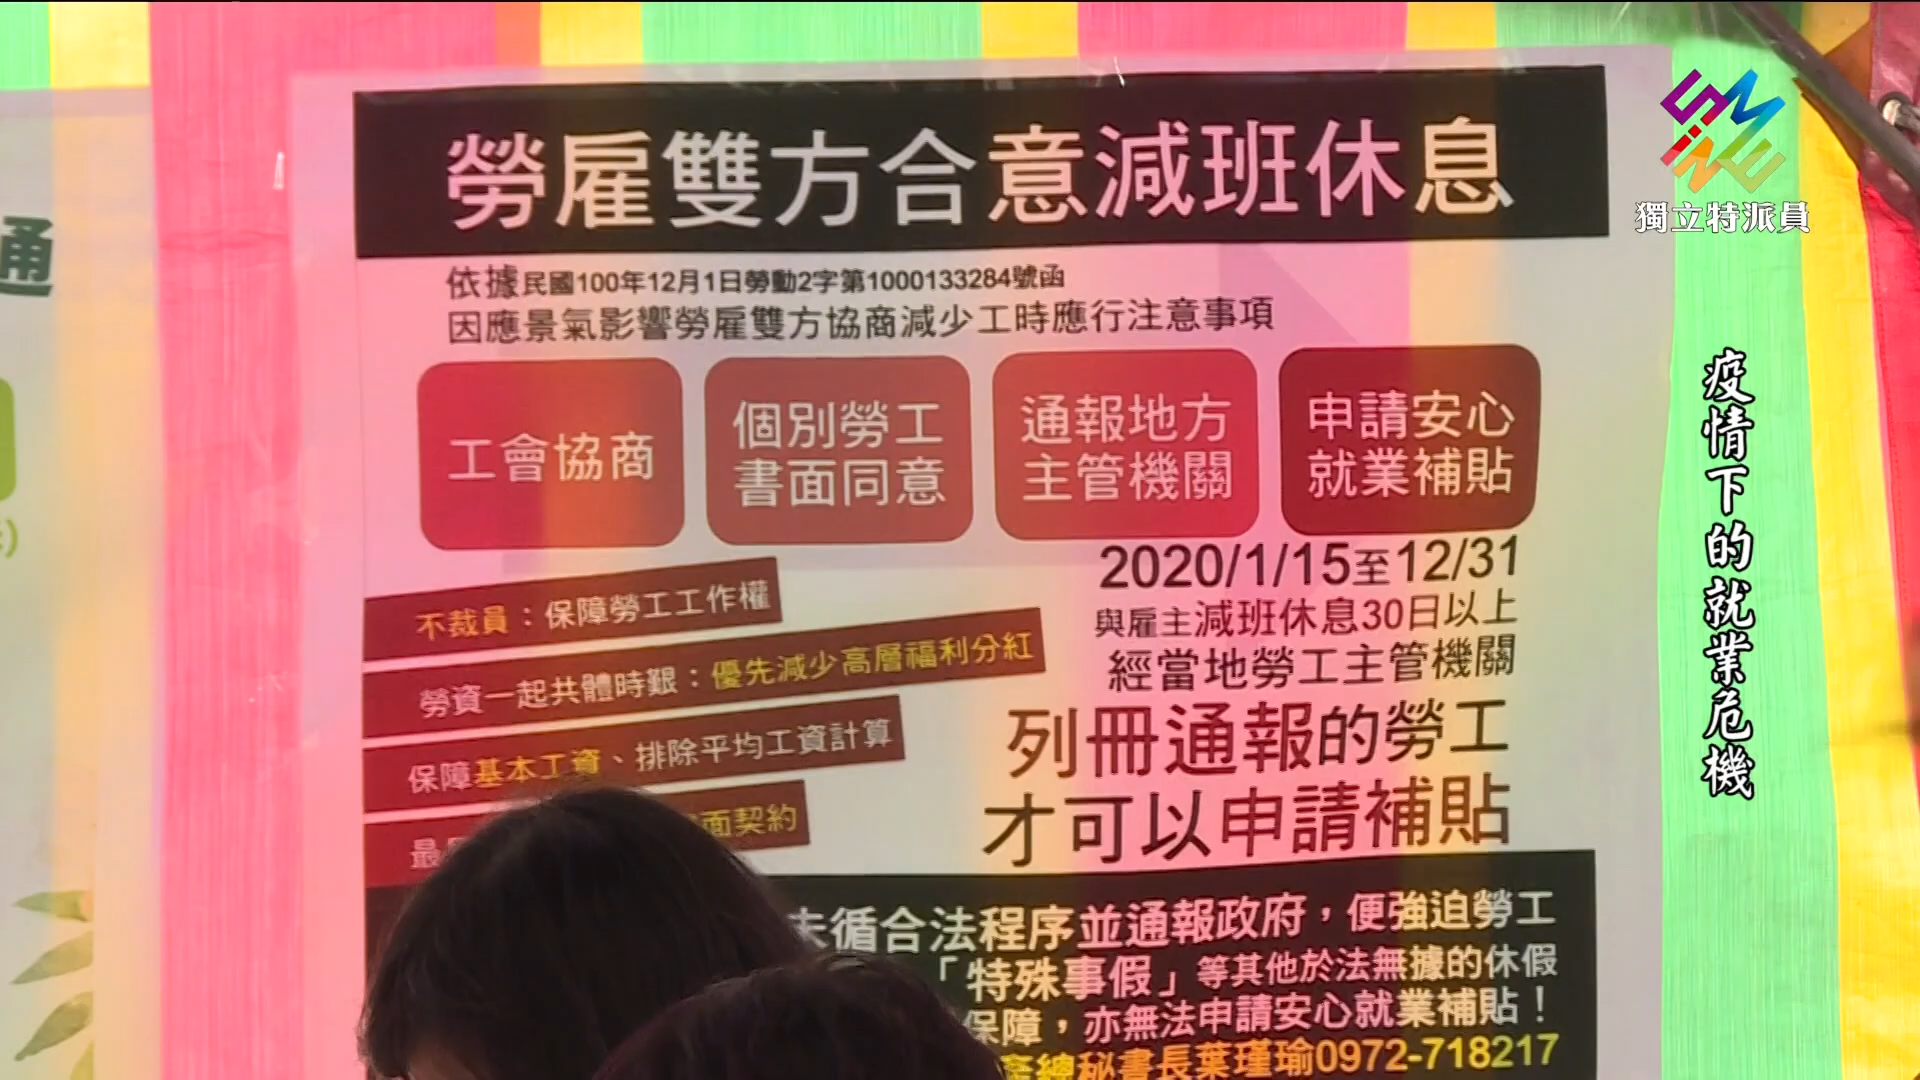 勞雇雙方合意減班休息
依據民國100年12月1日勞動2字第1000133284號函
因應景氣影響勞雇雙方協商減少工時應行注意事項
工會協商
個別勞工
書面同意
通報地方
主管機關
申請安心
就業補貼
不裁員：保障勞工工作權
勞資一起共體時艱：優先減少高層福利分紅
保障基本工資、排除平均工資計算
面契約
2020/1/15至12/31
與雇主減班休息30日以上
經當地勞工主管機關
列冊通報的勞工
才可以申請補貼
未循合法程序並通報政府，便強迫勞工
「特殊事假」等其他於法無據的休假
保障，亦無法申請安心就業補貼！
產總秘書長葉瑾瑜0972-718217
通
SMiNE
獨立特派員
疫情下的就業危機